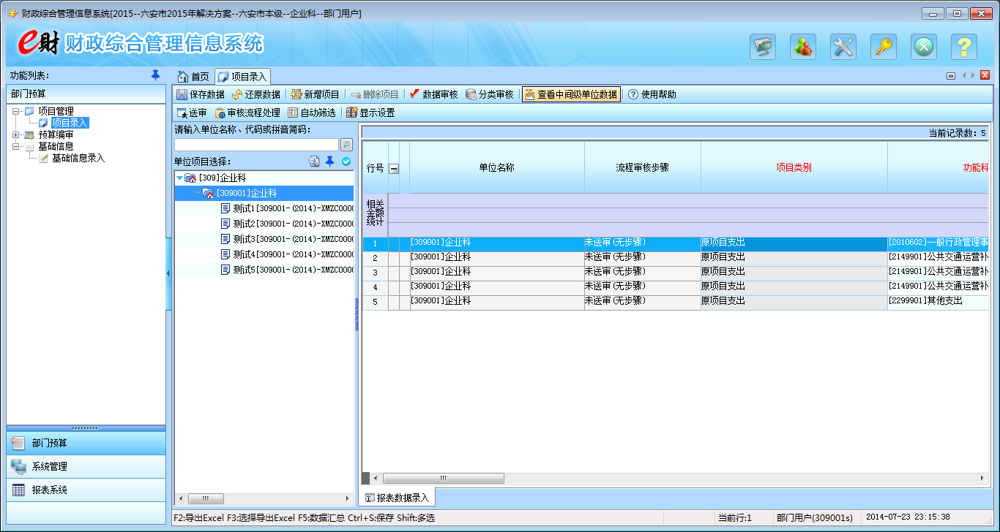 财政综合管理信息系统[2015--六安市2015年解决方案--六安市本级--企业科--部门用户]
e财 财政综合管理信息系统
功能列表:
首页 项目录入
部门预算
保存数据 还原数据 新增项目 删除项目 数据审核 分类审核 查看中间级单位数据 使用帮助
送审 审核流程处理 自动筛选 显示设置
项目管理
项目录入
预算编审
基础信息
基础信息录入
部门预算
系统管理
报表系统
请输入单位名称、代码或拼音简码:
单位项目选择:
[309]企业科
[309001]企业科
测试1[309001-(2014)-XMZC0000
测试2[309001-(2014)-XMZC0000
测试3[309001-(2014)-XMZC0000
测试4[309001-(2014)-XMZC0000
测试5[309001-(2014)-XMZC0000
当前记录数: 5
行号 单位名称 流程审核步骤 项目类别 功能科
相关金额统计
1 [309001]企业科 未送审(无步骤) 原项目支出 [2010602]一般行政管理事
2 [309001]企业科 未送审(无步骤) 原项目支出 [2149901]公共交通运营补
3 [309001]企业科 未送审(无步骤) 原项目支出 [2149901]公共交通运营补
4 [309001]企业科 未送审(无步骤) 原项目支出 [2149901]公共交通运营补
5 [309001]企业科 未送审(无步骤) 原项目支出 [2299901]其他支出
报表数据录入
F2:导出Excel F3:选择导出Excel F5:数据汇总 Ctrl+S:保存 Shift:多选
当前行:1 部门用户(309001s) 2014-07-23 23:15:38